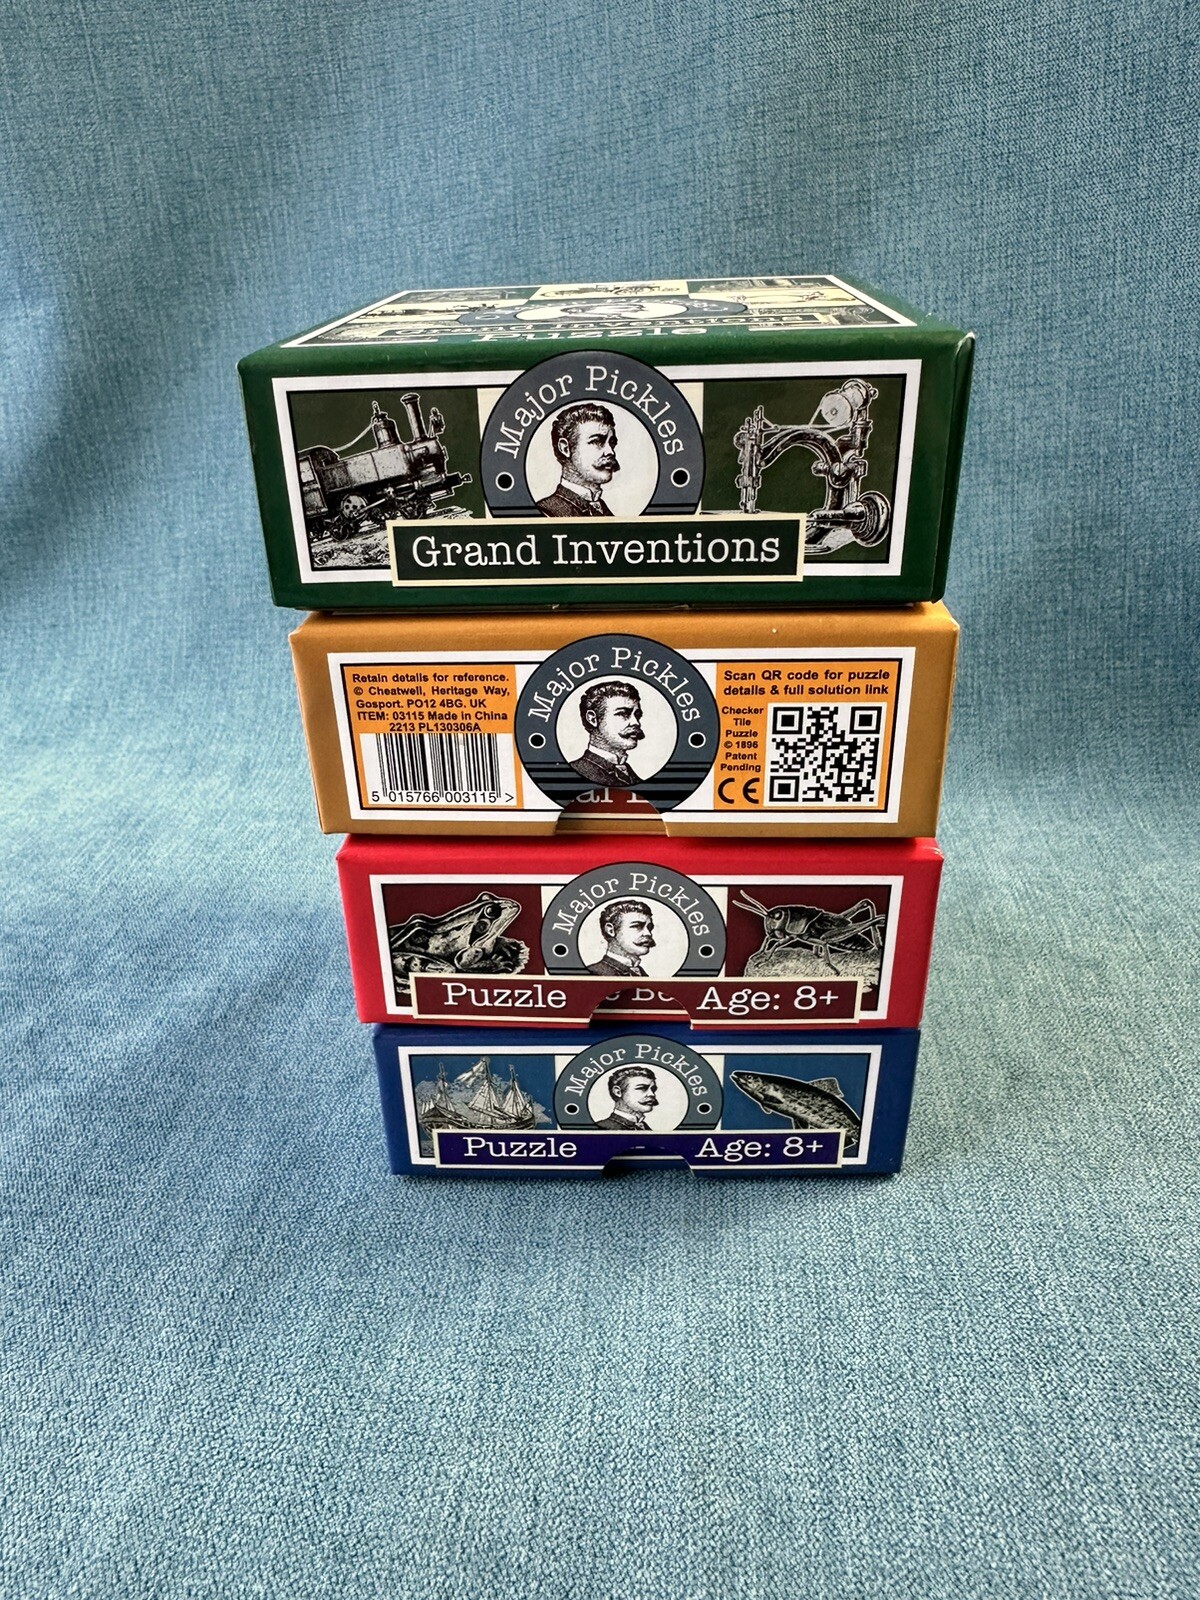 Puzzle
Major Pickles
Grand Inventions
Retain details for reference.
© Cheatwell, Heritage Way,
Gosport. PO12 4BG. UK
ITEM: 03115 Made in China
2213 PL130306A
5 015766 003115 >
Major Pickles
Scan QR code for puzzle
details & full solution link
Checker
Tile
Puzzle
© 1896
Patent
Pending
CE
Major Pickles
Puzzle
Age: 8+
Major Pickles
Puzzle
Age: 8+